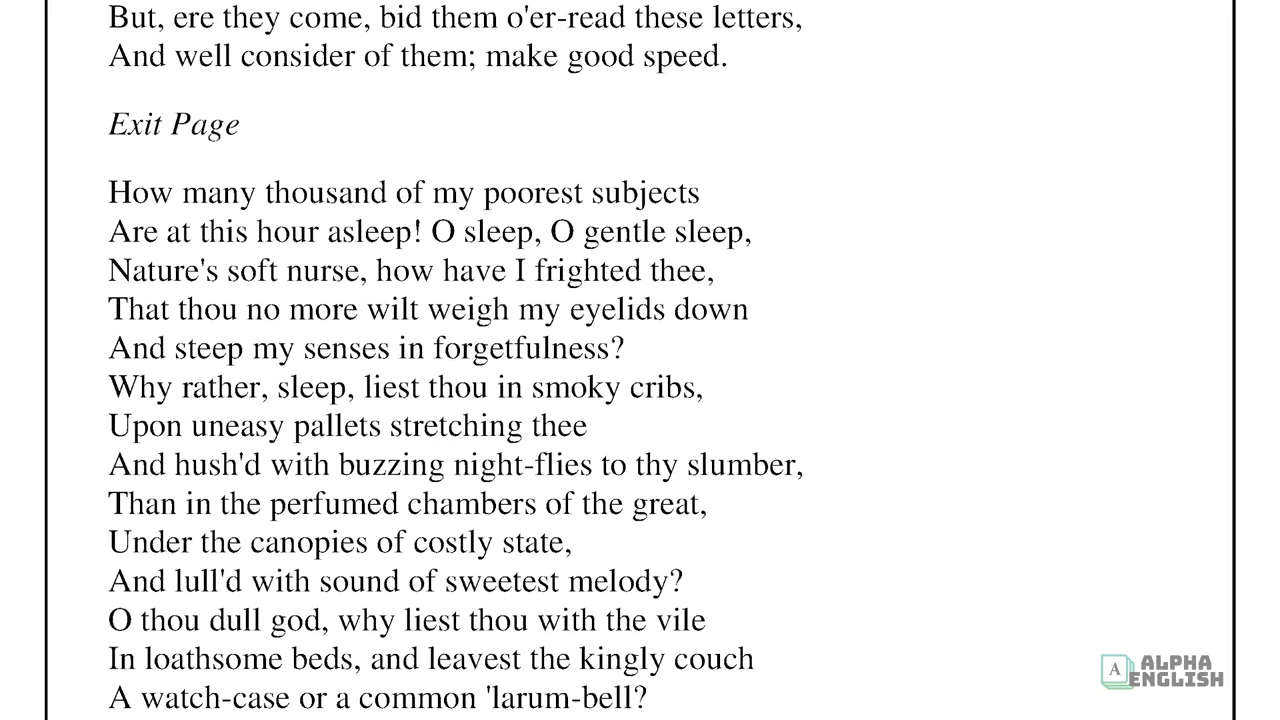 But, ere they come, bid them o'er-read these letters,
And well consider of them; make good speed.
Exit Page
How many thousand of my poorest subjects
Are at this hour asleep! O sleep, O gentle sleep,
Nature's soft nurse, how have I frighted thee,
That thou no more wilt weigh my eyelids down
And steep my senses in forgetfulness?
Why rather, sleep, liest thou in smoky cribs,
Upon uneasy pallets stretching thee
And hush'd with buzzing night-flies to thy slumber,
Than in the perfumed chambers of the great,
Under the canopies of costly state,
And lull'd with sound of sweetest melody?
O thou dull god, why liest thou with the vile
In loathsome beds, and leavest the kingly couch
A watch-case or a common 'larum-bell?
A ALPHA
ENGLISH